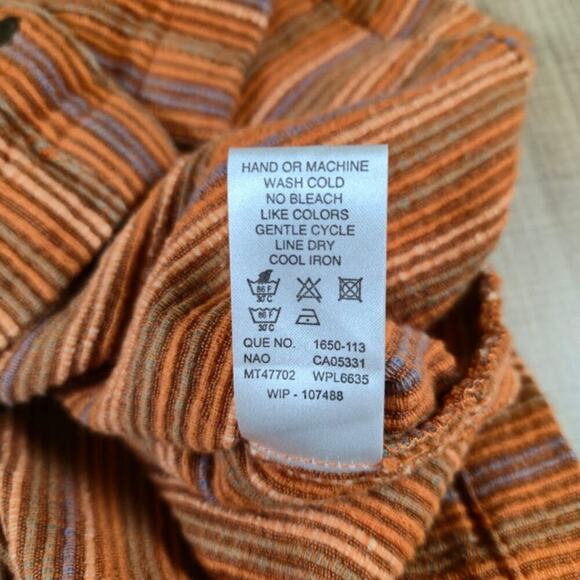 HAND OR MACHINE
WASH COLD
NO BLEACH
LIKE COLORS
GENTLE CYCLE
LINE DRY
COOL IRON
86 F
30°C
86 F
30°C
QUE NO. 1650-113
NAO CA05331
MT47702 WPL6635
WIP - 107488